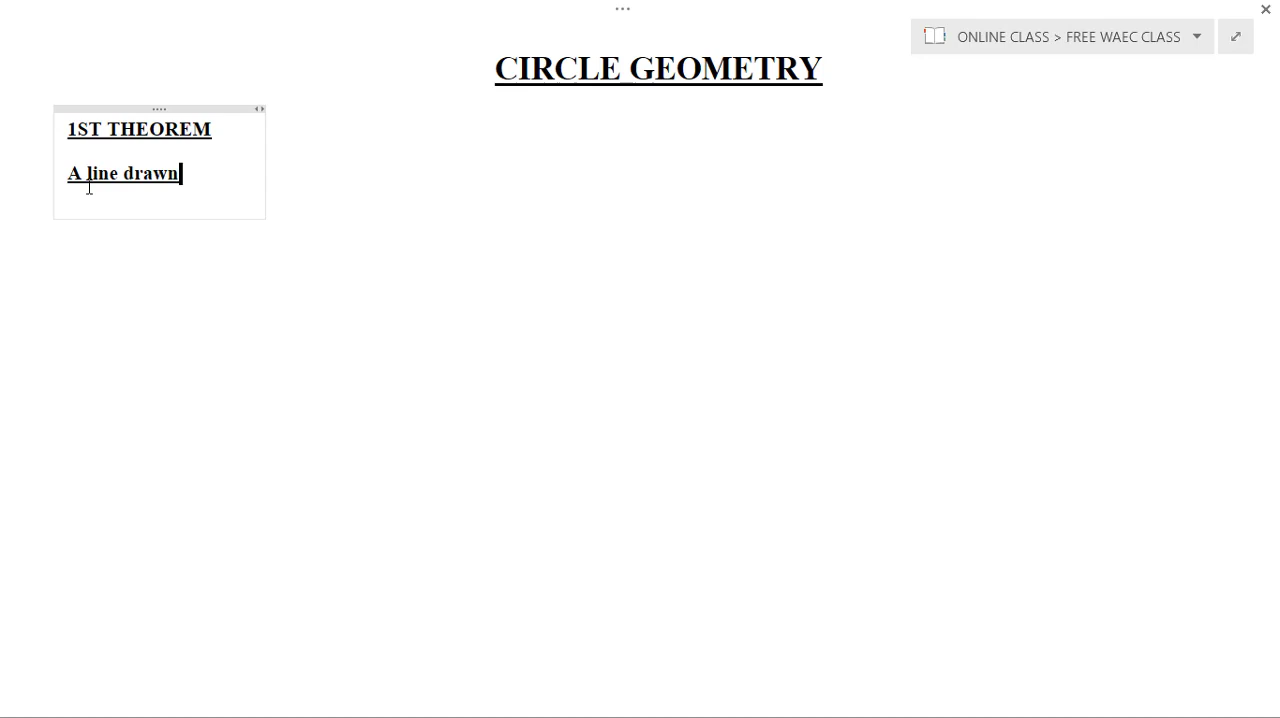 ONLINE CLASS > FREE WAEC CLASS
CIRCLE GEOMETRY
1ST THEOREM
A line drawn